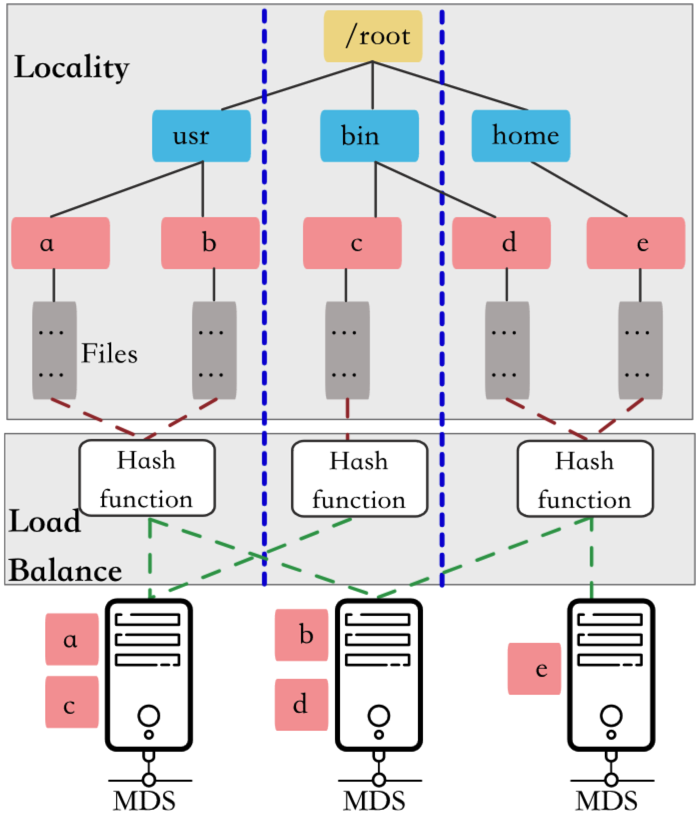 /root
Locality
usr
bin
home
a
b
c
d
e
...
...
...
...
...
Files
...
...
...
...
...
Hash
function
Hash
function
Hash
function
Load
Balance
a
c
b
d
e
MDS
MDS
MDS